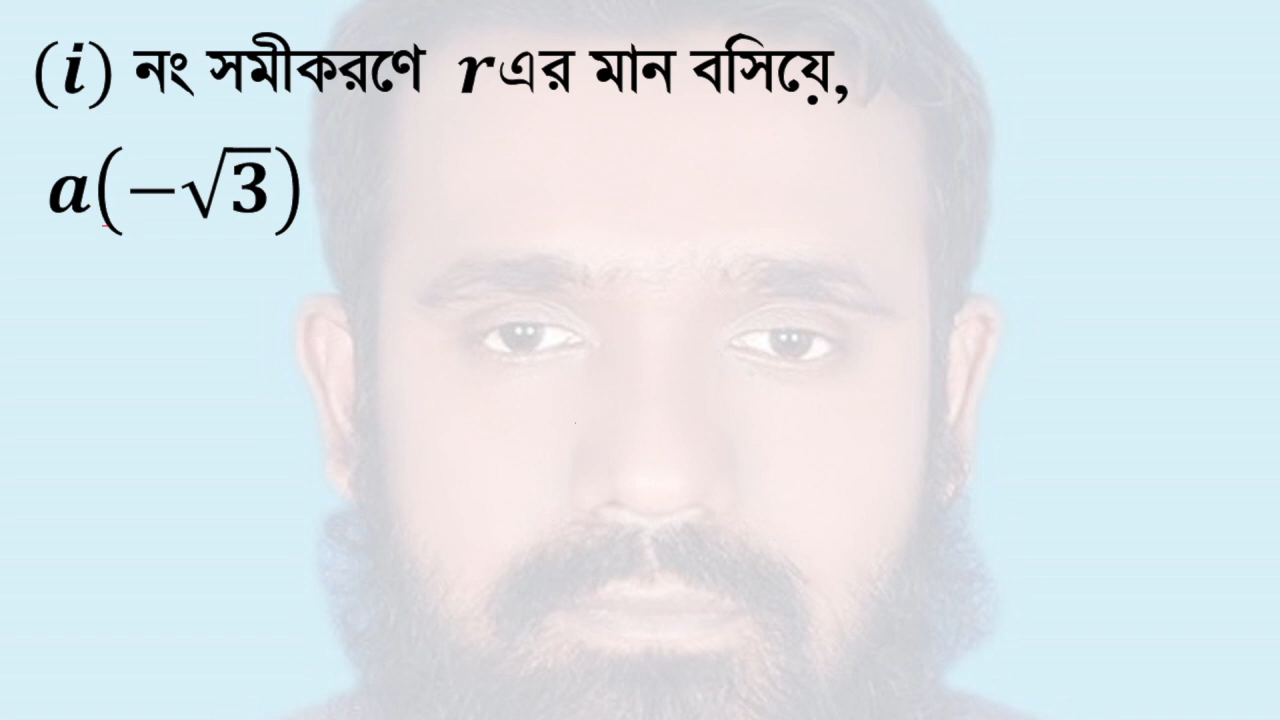 (i) নং সমীকরণে r এর মান বসিয়ে,
a(−√3)